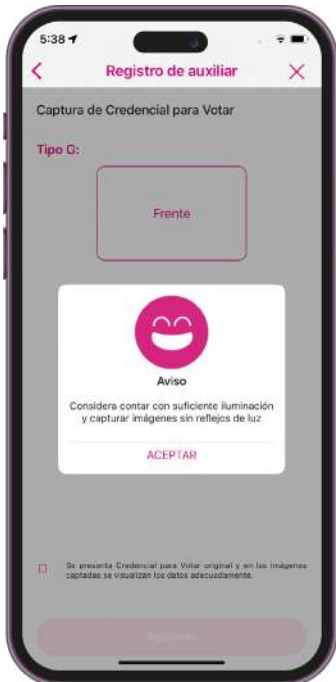 5:38
Registro de auxiliar
Captura de Credencial para Votar
Tipo G:
Frente
Aviso
Considera contar con suficiente iluminación
y capturar imágenes sin reflejos de luz
ACEPTAR
Se presenta Credencial para Votar original y en las imágenes
captadas se visualizan los datos adecuadamente.
Siguiente